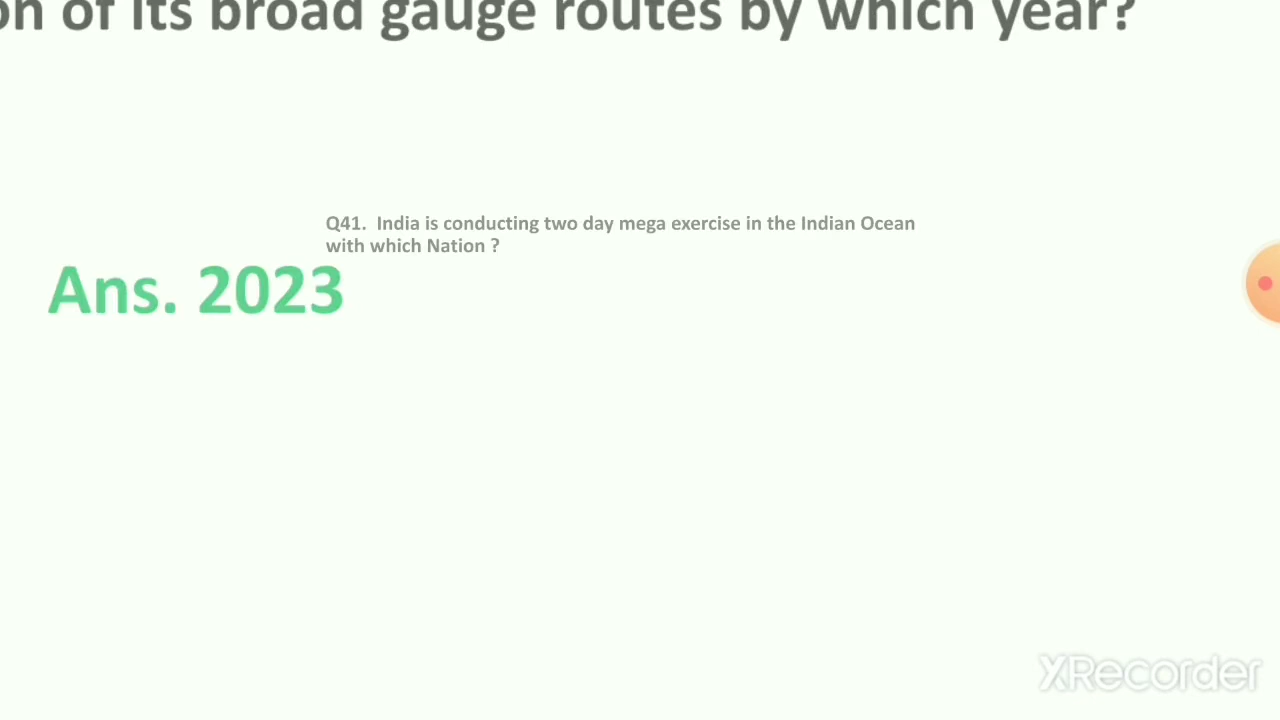 on of its broad gauge routes by which year?
Q41. India is conducting two day mega exercise in the Indian Ocean
with which Nation ?
Ans. 2023
XRecorder